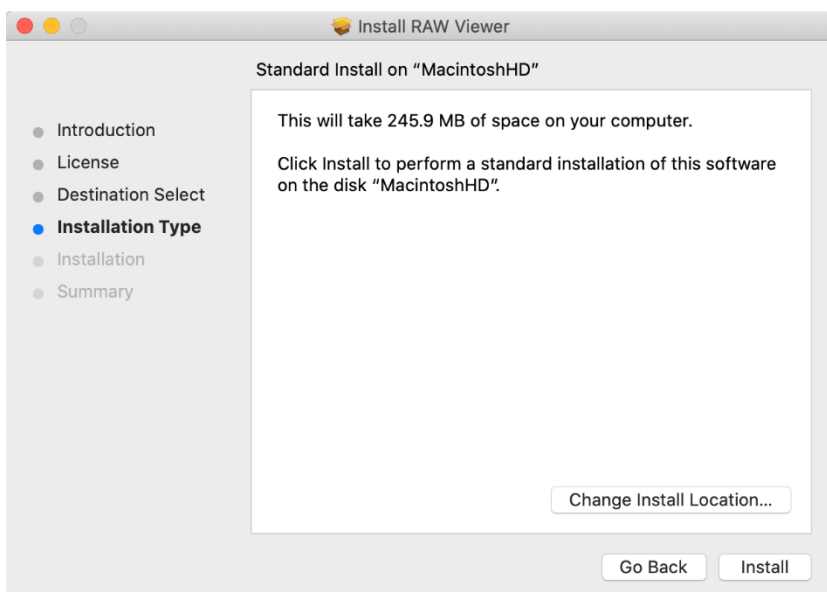 Install RAW Viewer
Standard Install on “MacintoshHD”
Introduction
License
Destination Select
Installation Type
Installation
Summary
This will take 245.9 MB of space on your computer.
Click Install to perform a standard installation of this software
on the disk “MacintoshHD”.
Change Install Location...
Go Back
Install